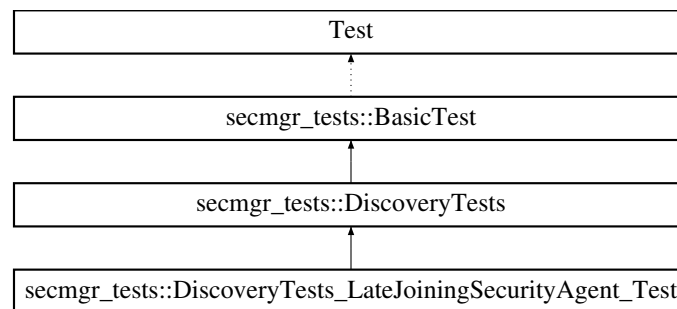 Test
secmgr_tests::BasicTest
secmgr_tests::DiscoveryTests
secmgr_tests::DiscoveryTests_LateJoiningSecurityAgent_Test